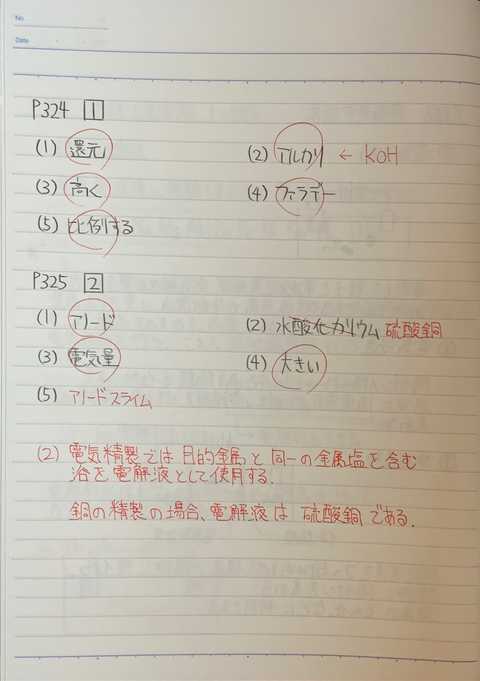 No.
Date
P324 1
(1) 還元 (2) アルカリ ← KOH
(3) 高く (4) ファラデー
(5) 比例する
P325 2
(1) アノード (2) 水酸化カリウム 硫酸銅
(3) 電気量 (4) 大きい
(5) アノードスライム
(2) 電気精製では目的金属と同一の金属塩を含む
浴を電解液として使用する.
銅の精製の場合、電解液は 硫酸銅 である.